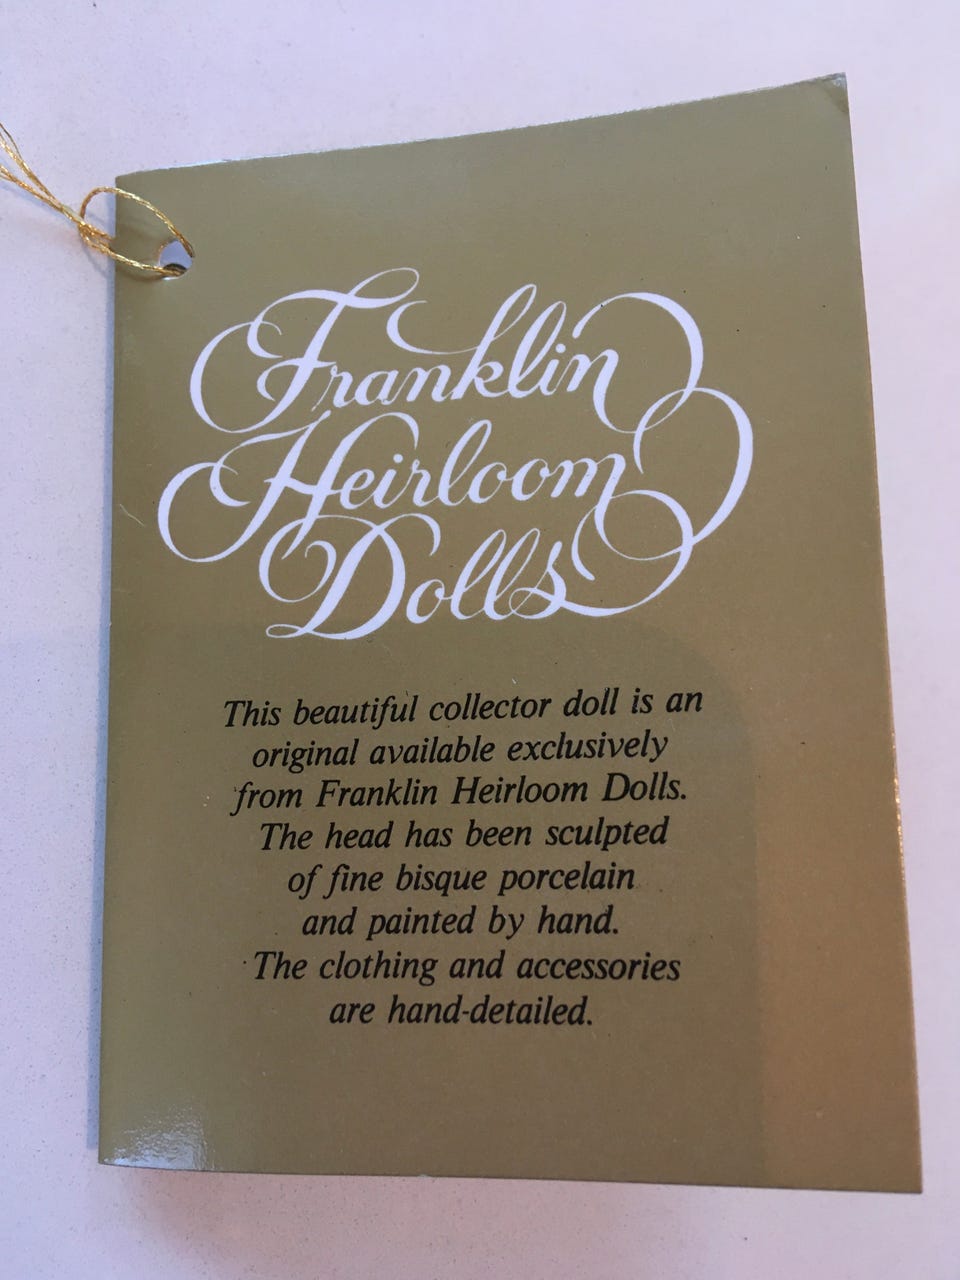 Franklin
Heirloom
Dolls
This beautiful collector doll is an
original available exclusively
from Franklin Heirloom Dolls.
The head has been sculpted
of fine bisque porcelain
and painted by hand.
The clothing and accessories
are hand-detailed.